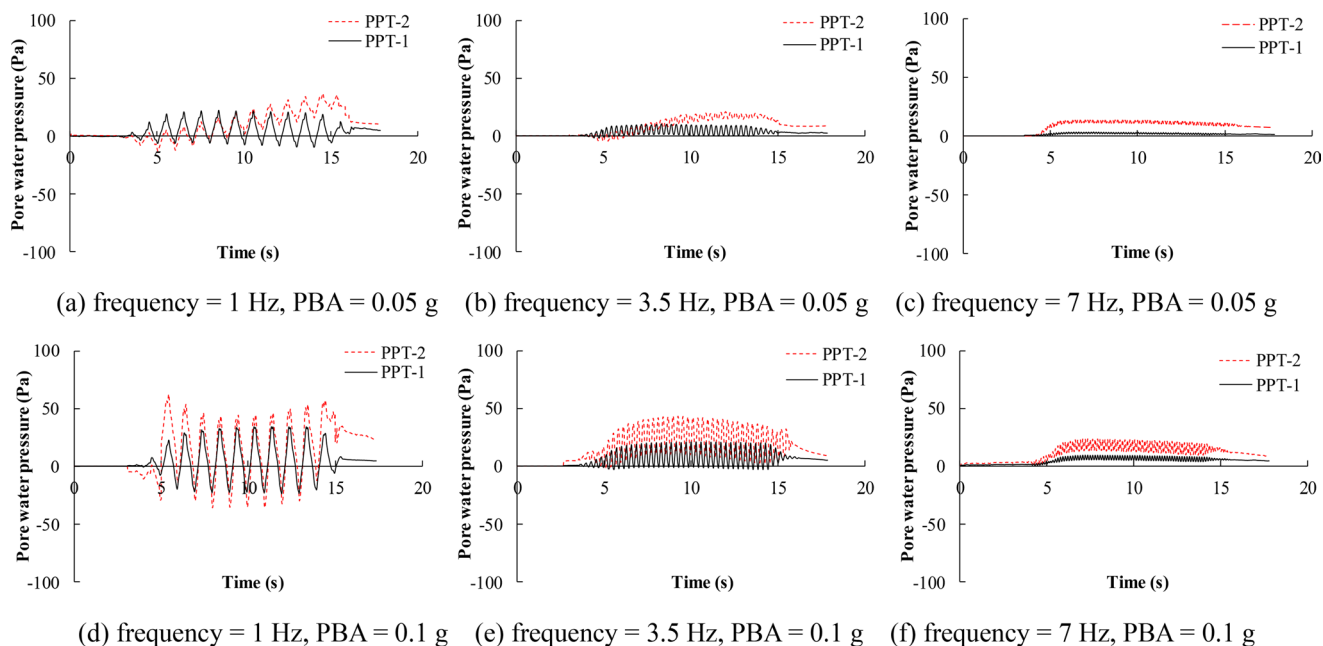 100
50
0
-50
-100
0
5
10
15
20
Pore water pressure (Pa)
Time (s)
PPT-2
PPT-1
100
50
0
-50
-100
0
5
10
15
20
Pore water pressure (Pa)
Time (s)
PPT-2
PPT-1
100
50
0
-50
-100
0
5
10
15
20
Pore water pressure (Pa)
Time (s)
PPT-2
PPT-1
(a) frequency = 1 Hz, PBA = 0.05 g
(b) frequency = 3.5 Hz, PBA = 0.05 g
(c) frequency = 7 Hz, PBA = 0.05 g
100
50
0
-50
-100
0
5
10
15
20
Pore water pressure (Pa)
Time (s)
PPT-2
PPT-1
100
50
0
-50
-100
0
5
10
15
20
Pore water pressure (Pa)
Time (s)
PPT-2
PPT-1
100
50
0
-50
-100
0
5
10
15
20
Pore water pressure (Pa)
Time (s)
PPT-2
PPT-1
(d) frequency = 1 Hz, PBA = 0.1 g
(e) frequency = 3.5 Hz, PBA = 0.1 g
(f) frequency = 7 Hz, PBA = 0.1 g